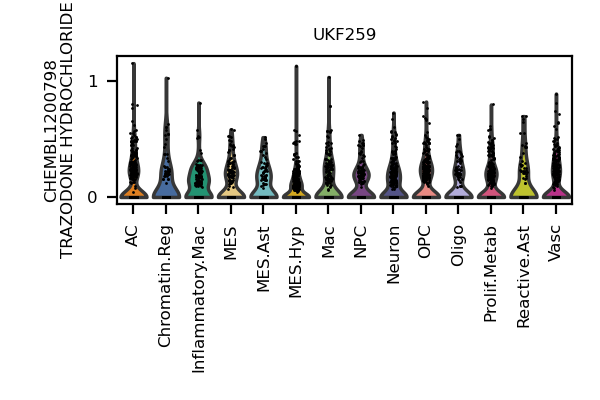 UKF259
CHEMBL1200798
TRAZODONE HYDROCHLORIDE
1
0
AC
Chromatin.Reg
Inflammatory.Mac
MES
MES.Ast
MES.Hyp
Mac
NPC
Neuron
OPC
Oligo
Prolif.Metab
Reactive.Ast
Vasc